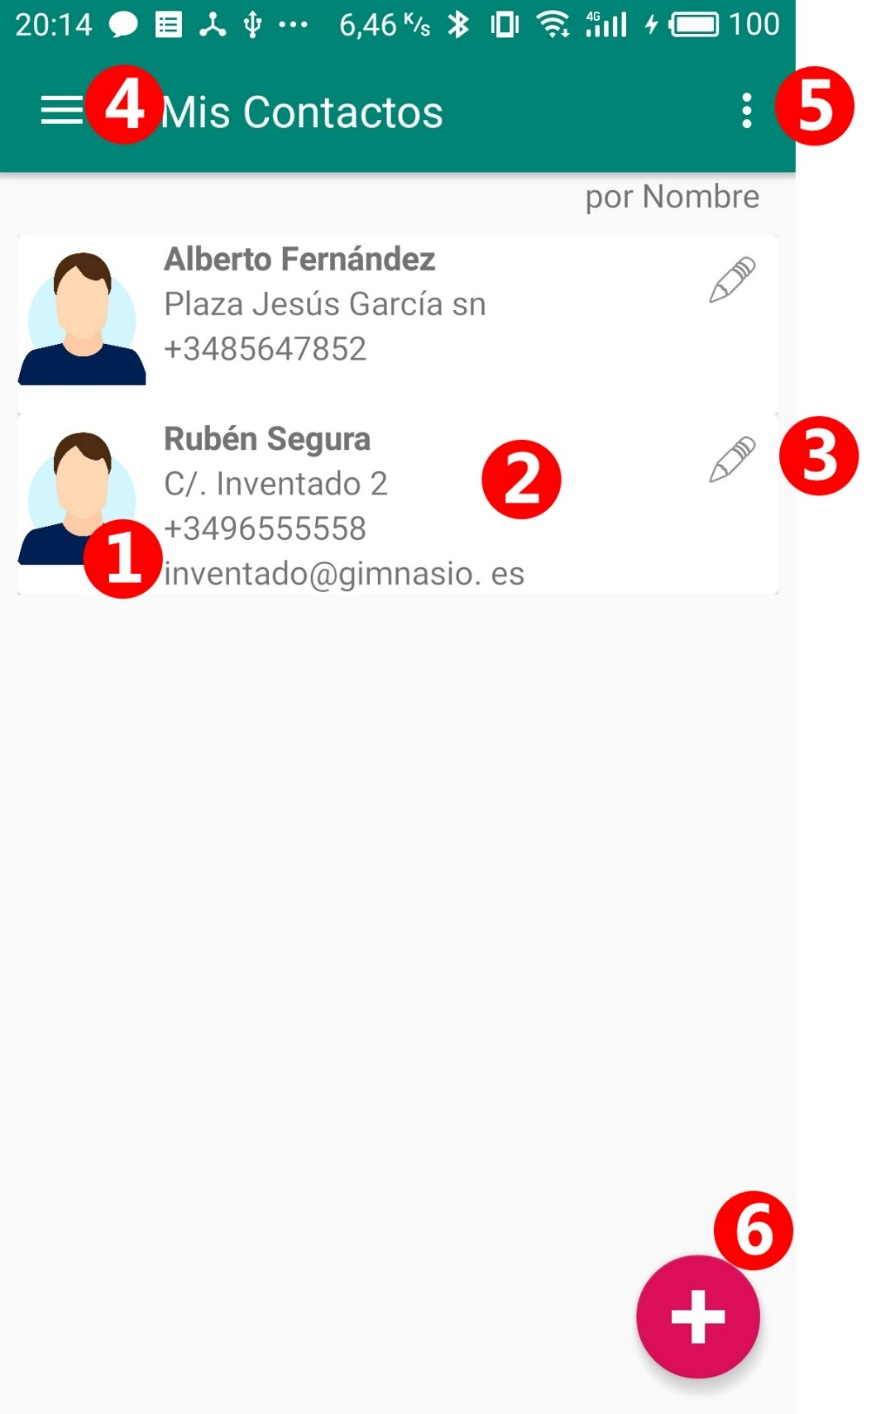 20:14 ... 6,46 K/s 4G 100
4 Mis Contactos 5
por Nombre
Alberto Fernández
Plaza Jesús García sn
+3485647852
Rubén Segura
C/. Inventado 2 2 3
+3496555558
1 inventado@gimnasio. es
6
+